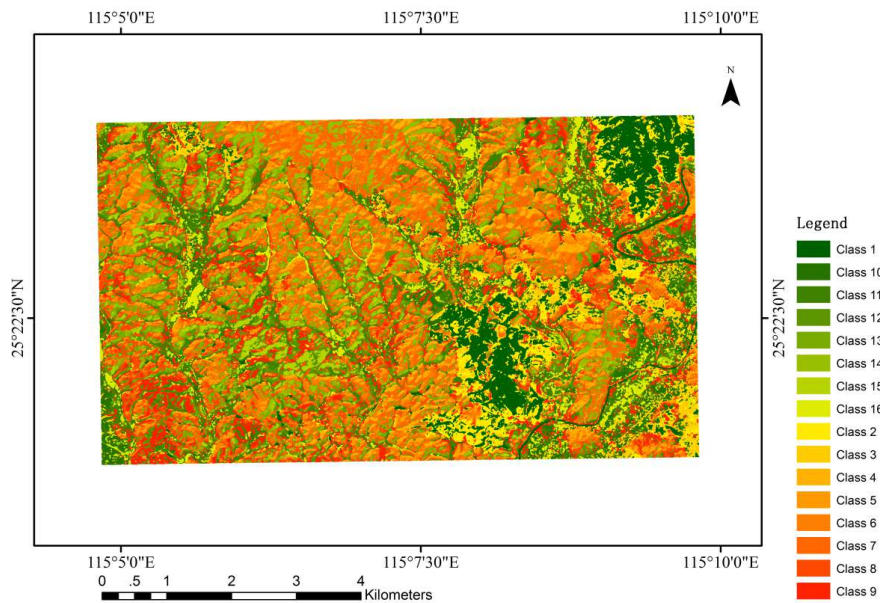 115°5'0"E 115°7'30"E 115°10'0"E
N
25°22'30"N 25°22'30"N
Legend
Class 1
Class 10
Class 11
Class 12
Class 13
Class 14
Class 15
Class 16
Class 2
Class 3
Class 4
Class 5
Class 6
Class 7
Class 8
Class 9
115°5'0"E 115°7'30"E 115°10'0"E
0 .5 1 2 3 4
Kilometers